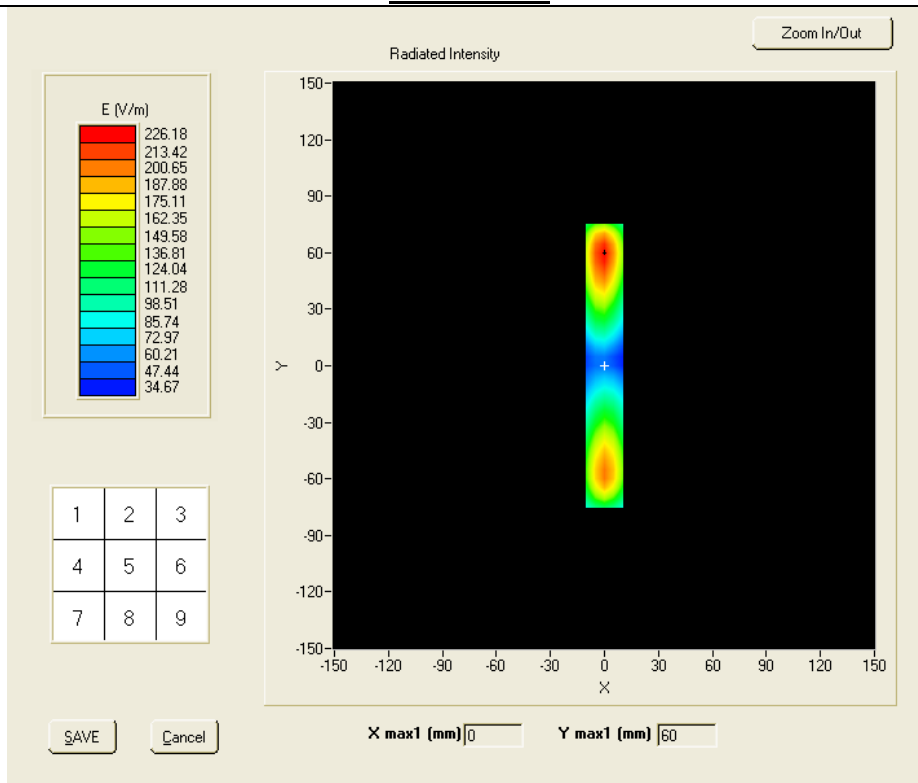 Zoom In/Out
Radiated Intensity
E (V/m)
226.18
213.42
200.65
187.88
175.11
162.35
149.58
136.81
124.04
111.28
98.51
85.74
72.97
60.21
47.44
34.67
150
120
90
60
30
Y 0
-30
-60
-90
-120
-150
-150 -120 -90 -60 -30 0 30 60 90 120 150
X
1 2 3
4 5 6
7 8 9
SAVE Cancel X max1 (mm) 0 Y max1 (mm) 60